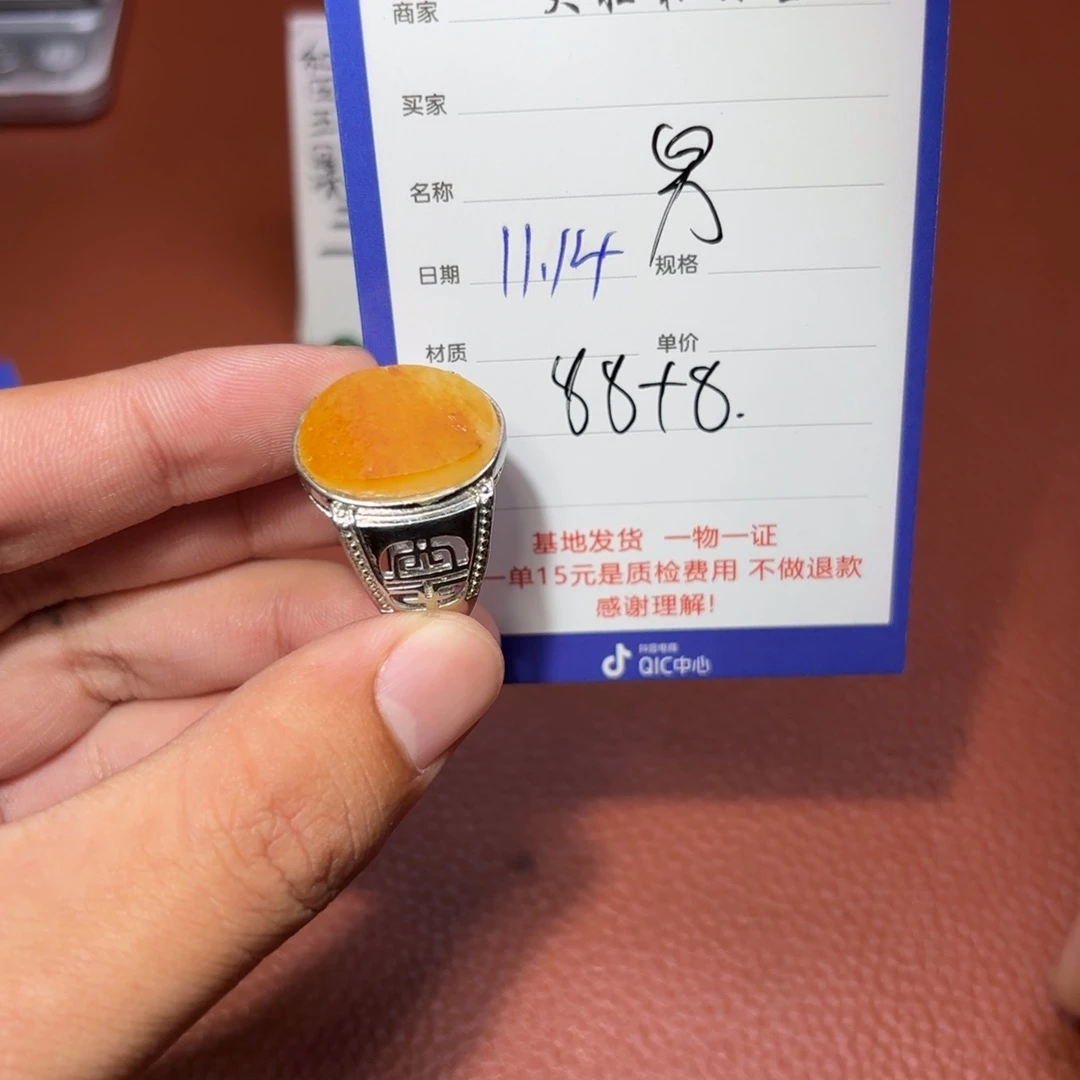 商家
买家
名称 男
日期 11.14 规格
材质 单价
88+8.
基地发货 一物一证
一单15元是质检费用 不做退款
感谢理解!
抖音电商
QIC中心